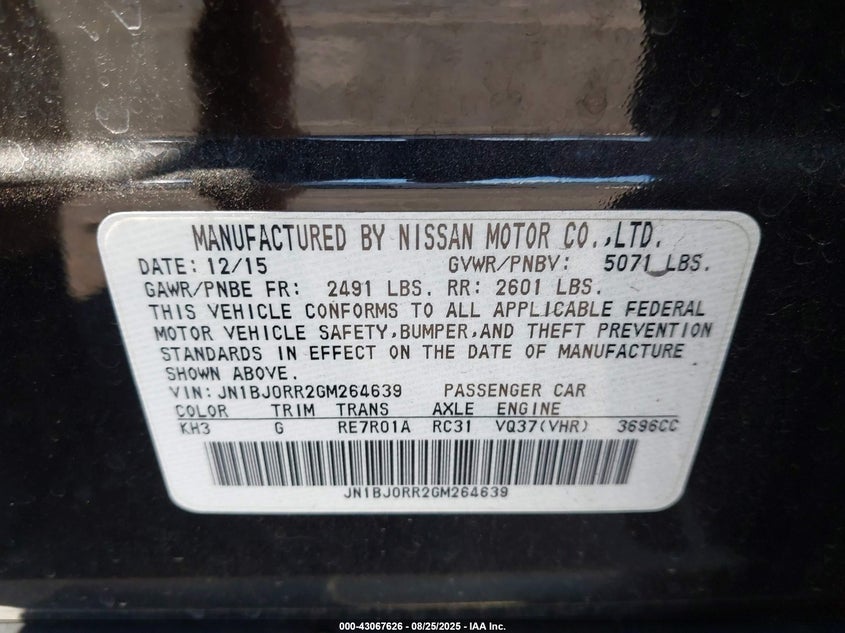 MANUFACTURED BY NISSAN MOTOR CO.,LTD.
DATE: 12/15 GVWR/PNBV: 5071 LBS.
GAWR/PNBE FR: 2491 LBS. RR: 2601 LBS.
THIS VEHICLE CONFORMS TO ALL APPLICABLE FEDERAL
MOTOR VEHICLE SAFETY,BUMPER,AND THEFT PREVENTION
STANDARDS IN EFFECT ON THE DATE OF MANUFACTURE
SHOWN ABOVE.
VIN: JN1BJ0RR2GM264639 PASSENGER CAR
COLOR TRIM TRANS AXLE ENGINE
KH3 G RE7R01A RC31 VQ37(VHR) 3696CC
JN1BJ0RR2GM264639
000-43067626 - 08/25/2025 - IAA Inc.